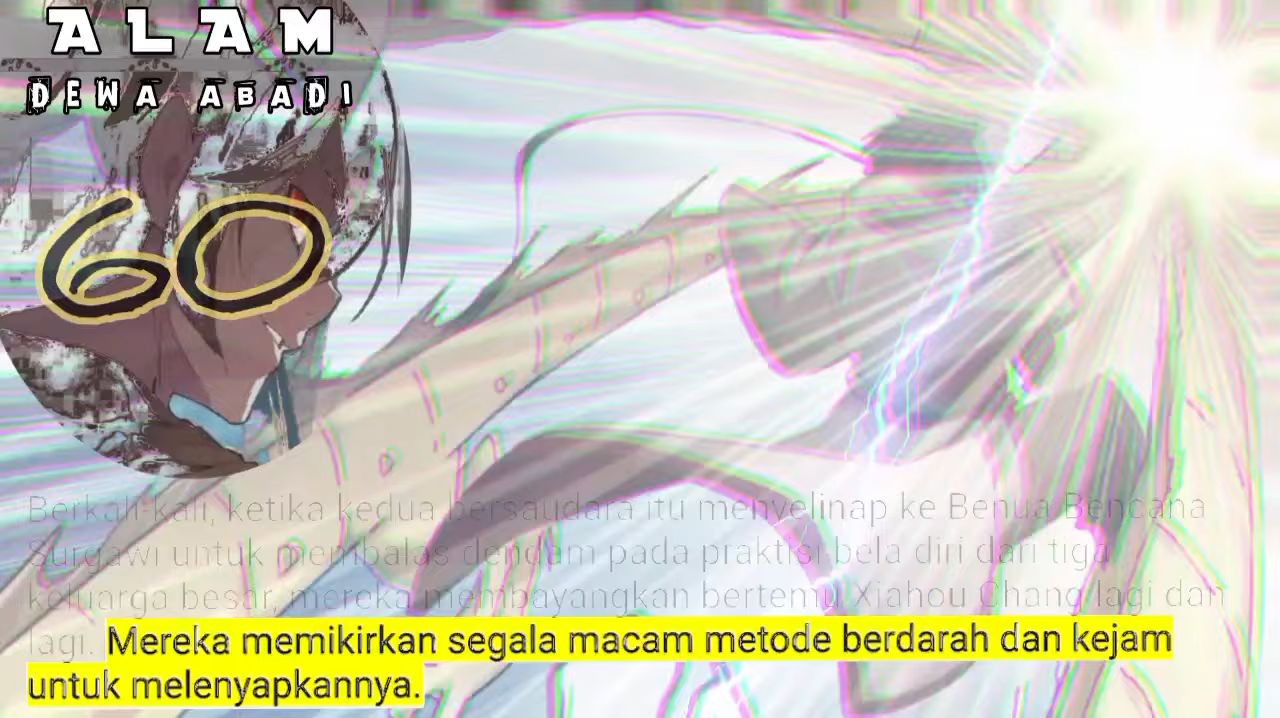 ALAM
DEWA ABADI
60
Berkali-kali, ketika kedua bersaudara itu menyelinap ke Benua Bencana
Surgawi untuk membalas dendam pada praktisi bela diri dari tiga
keluarga besar, mereka membayangkan bertemu Xiahou Chang lagi dan
lagi. Mereka memikirkan segala macam metode berdarah dan kejam
untuk melenyapkannya.